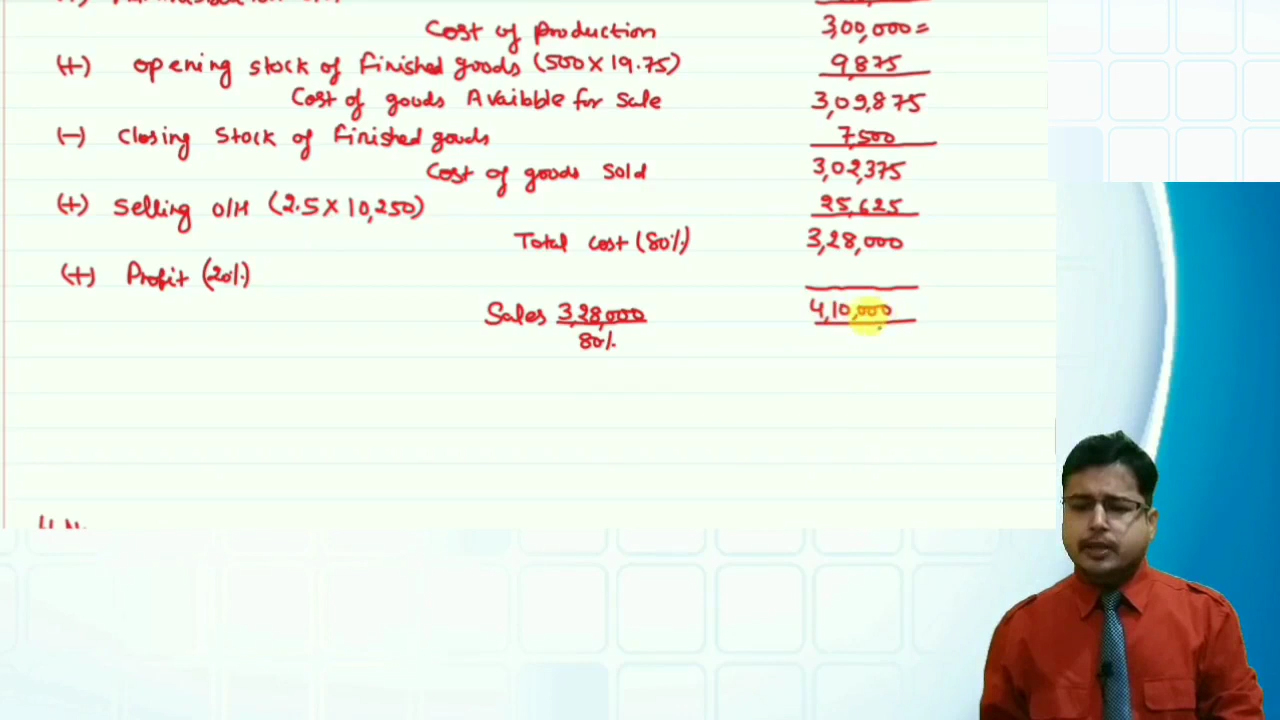 Cost of production 3,00,000=
(+) opening stock of finished goods (500 X 19.75) 9,875
Cost of goods Availble for sale 3,09,875
(-) closing stock of finished goods 7,500
Cost of goods sold 3,02,375
(+) selling O/H (2.5 X 10,250) 25,625
Total cost (80%) 3,28,000
(+) Profit (20%)
Sales 3,28,000 4,10,000
80%